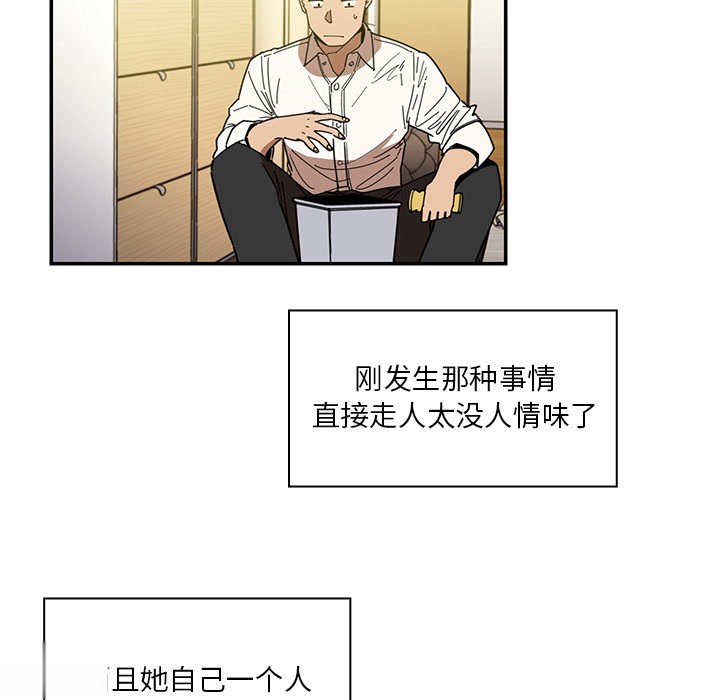 刚发生那种事情
直接走人太没人情味了
且她自己一个人